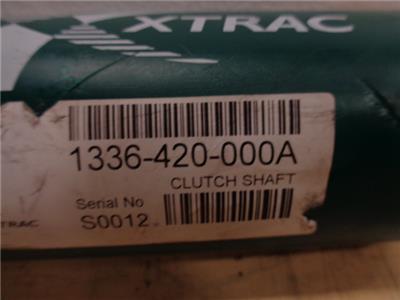 XTRAC
1336-420-000A
CLUTCH SHAFT
Serial No
S0012
XTRAC